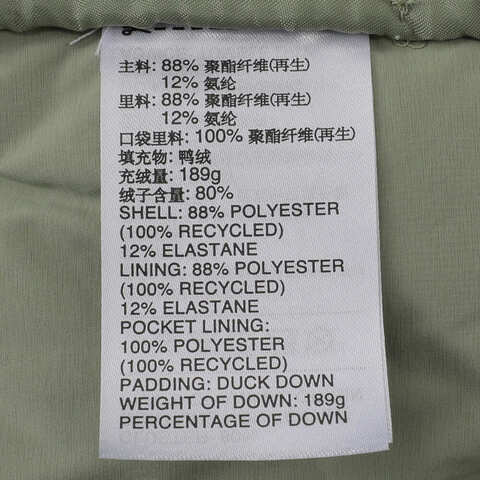 主料: 88% 聚酯纤维(再生)
12% 氨纶
里料: 88% 聚酯纤维(再生)
12% 氨纶
口袋里料: 100% 聚酯纤维(再生)
填充物: 鸭绒
充绒量: 189g
绒子含量: 80%
SHELL: 88% POLYESTER
(100% RECYCLED)
12% ELASTANE
LINING: 88% POLYESTER
(100% RECYCLED)
12% ELASTANE
POCKET LINING:
100% POLYESTER
(100% RECYCLED)
PADDING: DUCK DOWN
WEIGHT OF DOWN: 189g
PERCENTAGE OF DOWN